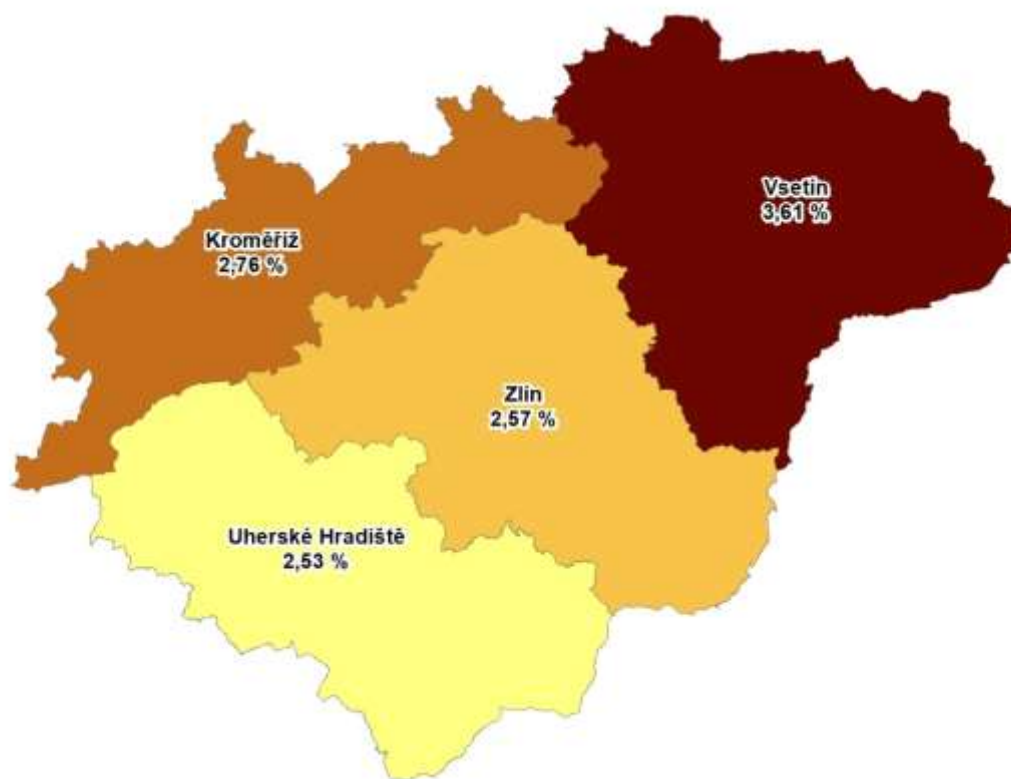 Vsetín
3,61 %
Kroměříž
2,76 %
Zlín
2,57 %
Uherské Hradiště
2,53 %